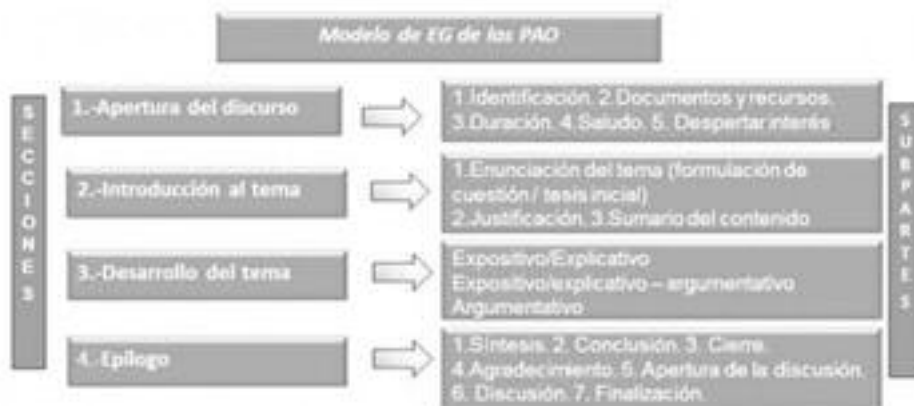 Modelo de EG de las PAO
SECCIONES
1.-Apertura del discurso
1.Identificación. 2.Documentos y recursos.
3.Duración. 4.Saludo. 5. Despertar interés
2.-Introducción al tema
1.Enunciación del tema (formulación de
cuestión / tesis inicial)
2.Justificación. 3.Sumario del contenido
3.-Desarrollo del tema
Expositivo/Explicativo
Expositivo/explicativo – argumentativo
Argumentativo
4.-Epílogo
1.Síntesis. 2. Conclusión. 3. Cierre.
4.Agradecimiento. 5. Apertura de la discusión.
6. Discusión. 7. Finalización.
SUBPARTES